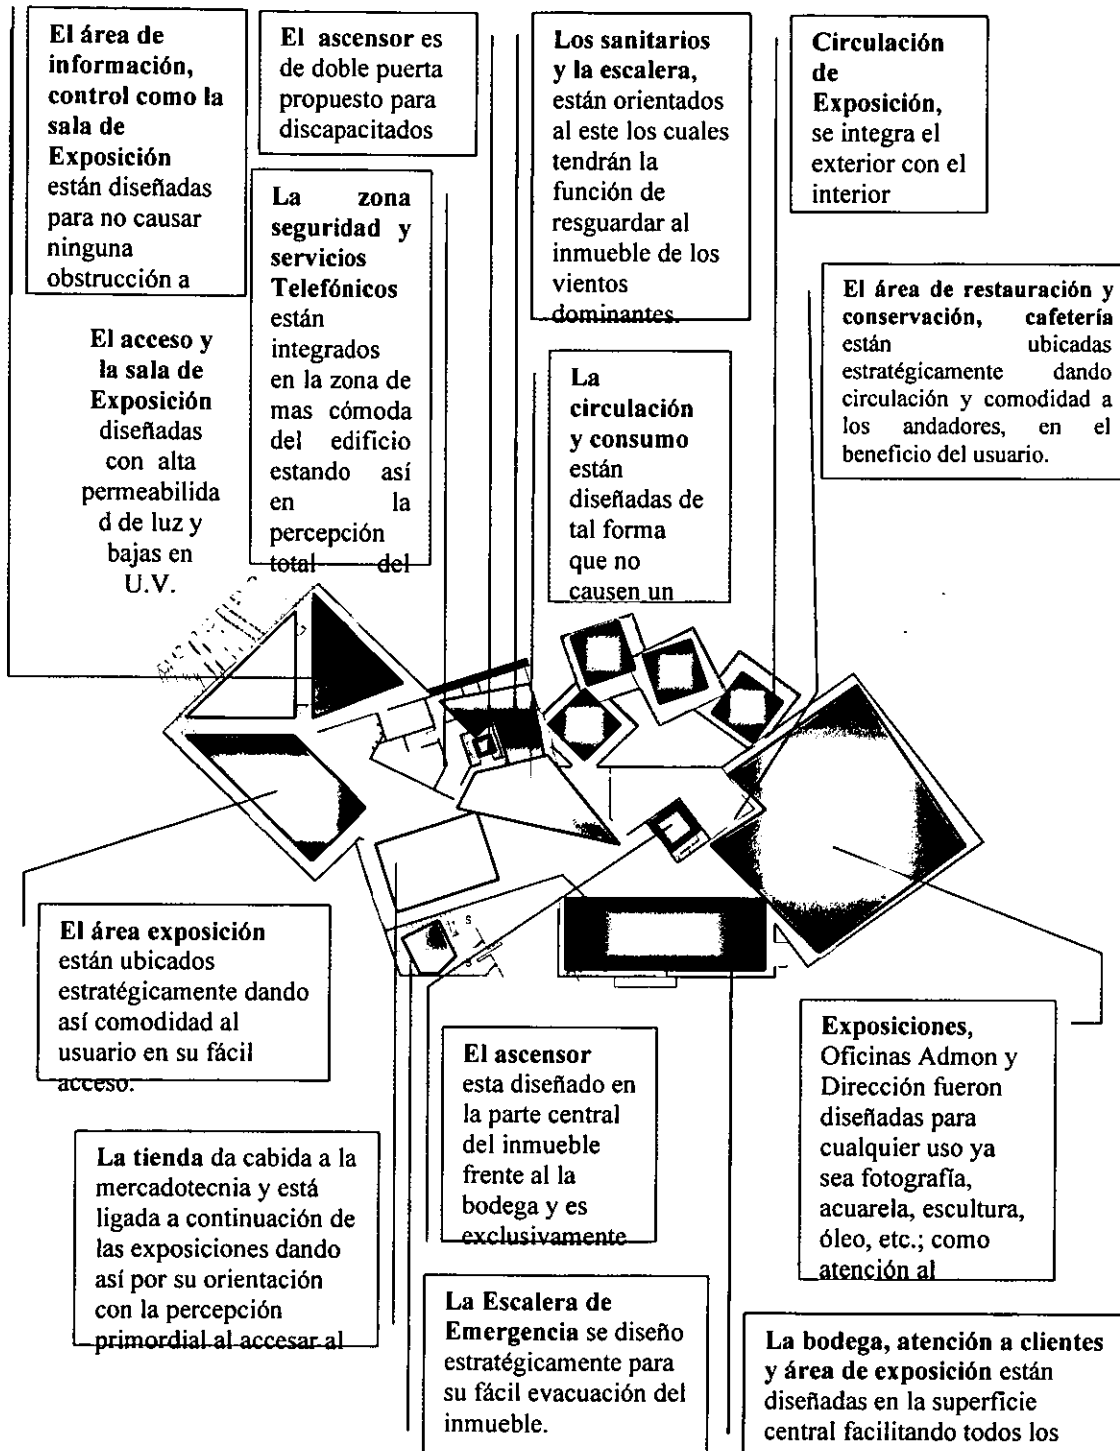 El área de
información,
control como la
sala de
Exposición
están diseñadas
para no causar
ninguna
obstrucción a
El ascensor es
de doble puerta
propuesto para
discapacitados
Los sanitarios
y la escalera,
están orientados
al este los cuales
tendrán la
función de
resguardar al
inmueble de los
vientos
dominantes.
Circulación
de
Exposición,
se integra el
exterior con el
interior
La zona
seguridad y
servicios
Telefónicos
están
integrados
en la zona de
mas cómoda
del edificio
estando así
en la
percepción
total del
El área de restauración y
conservación, cafetería
están ubicadas
estratégicamente dando
circulación y comodidad a
los andadores, en el
beneficio del usuario.
El acceso y
la sala de
Exposición
diseñadas
con alta
permeabilida
d de luz y
bajas en
U.V.
La
circulación
y consumo
están
diseñadas de
tal forma
que no
causen un
S
S
El área exposición
están ubicados
estratégicamente dando
así comodidad al
usuario en su fácil
acceso.
El ascensor
esta diseñado en
la parte central
del inmueble
frente al la
bodega y es
exclusivamente
Exposiciones,
Oficinas Admon y
Dirección fueron
diseñadas para
cualquier uso ya
sea fotografía,
acuarela, escultura,
óleo, etc.; como
atención al
La tienda da cabida a la
mercadotecnia y está
ligada a continuación de
las exposiciones dando
así por su orientación
con la percepción
primordial al accesar al
La Escalera de
Emergencia se diseño
estratégicamente para
su fácil evacuación del
inmueble.
La bodega, atención a clientes
y área de exposición están
diseñadas en la superficie
central facilitando todos los